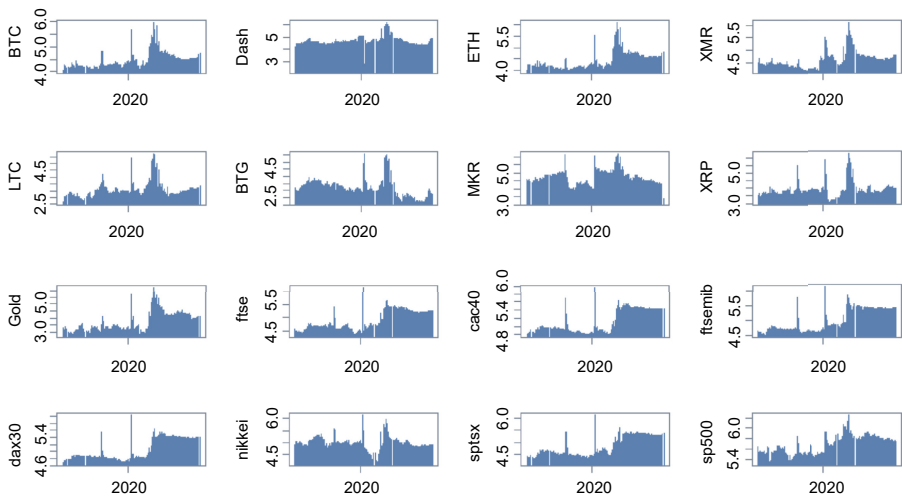 BTC
4.0 5.0 6.0
2020
Dash
3 5
2020
ETH
4.0 5.5
2020
XMR
4.5 5.5
2020
LTC
2.5 4.5
2020
BTG
2.5 4.5
2020
MKR
3.0 5.0
2020
XRP
3.0 5.0
2020
Gold
3.0 5.0
2020
ftse
4.5 5.5
2020
cac40
4.8 5.4 6.0
2020
ftsemib
4.5 5.5
2020
dax30
4.6 5.4
2020
nikkei
4.5 6.0
2020
sptsx
4.5 6.0
2020
sp500
5.4 6.0
2020